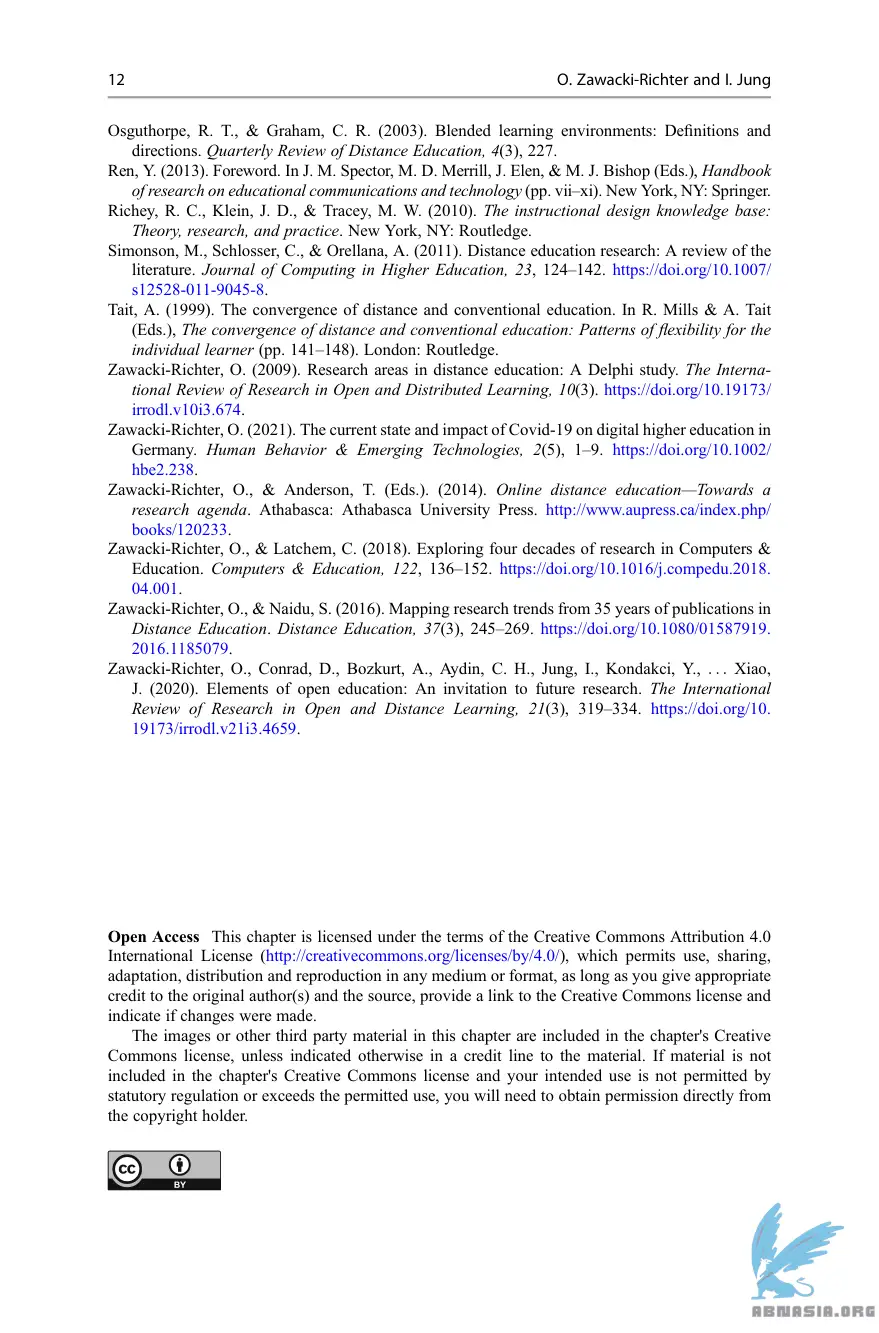 12
O. Zawacki-Richter and I. Jung
Osguthorpe, R. T., & Graham, C. R. (2003). Blended learning environments: Definitions and
directions. Quarterly Review of Distance Education, 4(3), 227.
Ren, Y. (2013). Foreword. In J. M. Spector, M. D. Merrill, J. Elen, & M. J. Bishop (Eds.), Handbook
of research on educational communications and technology (pp. vii–xi). New York, NY: Springer.
Richey, R. C., Klein, J. D., & Tracey, M. W. (2010). The instructional design knowledge base:
Theory, research, and practice. New York, NY: Routledge.
Simonson, M., Schlosser, C., & Orellana, A. (2011). Distance education research: A review of the
literature. Journal of Computing in Higher Education, 23, 124–142. https://doi.org/10.1007/
s12528-011-9045-8.
Tait, A. (1999). The convergence of distance and conventional education. In R. Mills & A. Tait
(Eds.), The convergence of distance and conventional education: Patterns of flexibility for the
individual learner (pp. 141–148). London: Routledge.
Zawacki-Richter, O. (2009). Research areas in distance education: A Delphi study. The Interna-
tional Review of Research in Open and Distributed Learning, 10(3). https://doi.org/10.19173/
irrodl.v10i3.674.
Zawacki-Richter, O. (2021). The current state and impact of Covid-19 on digital higher education in
Germany. Human Behavior & Emerging Technologies, 2(5), 1–9. https://doi.org/10.1002/
hbe2.238.
Zawacki-Richter, O., & Anderson, T. (Eds.). (2014). Online distance education—Towards a
research agenda. Athabasca: Athabasca University Press. http://www.aupress.ca/index.php/
books/120233.
Zawacki-Richter, O., & Latchem, C. (2018). Exploring four decades of research in Computers &
Education. Computers & Education, 122, 136–152. https://doi.org/10.1016/j.compedu.2018.
04.001.
Zawacki-Richter, O., & Naidu, S. (2016). Mapping research trends from 35 years of publications in
Distance Education. Distance Education, 37(3), 245–269. https://doi.org/10.1080/01587919.
2016.1185079.
Zawacki-Richter, O., Conrad, D., Bozkurt, A., Aydin, C. H., Jung, I., Kondakci, Y., ... Xiao,
J. (2020). Elements of open education: An invitation to future research. The International
Review of Research in Open and Distance Learning, 21(3), 319–334. https://doi.org/10.
19173/irrodl.v21i3.4659.
Open Access This chapter is licensed under the terms of the Creative Commons Attribution 4.0
International License (http://creativecommons.org/licenses/by/4.0/), which permits use, sharing,
adaptation, distribution and reproduction in any medium or format, as long as you give appropriate
credit to the original author(s) and the source, provide a link to the Creative Commons license and
indicate if changes were made.
The images or other third party material in this chapter are included in the chapter's Creative
Commons license, unless indicated otherwise in a credit line to the material. If material is not
included in the chapter's Creative Commons license and your intended use is not permitted by
statutory regulation or exceeds the permitted use, you will need to obtain permission directly from
the copyright holder.
cc
BY
ABNASIA.ORG